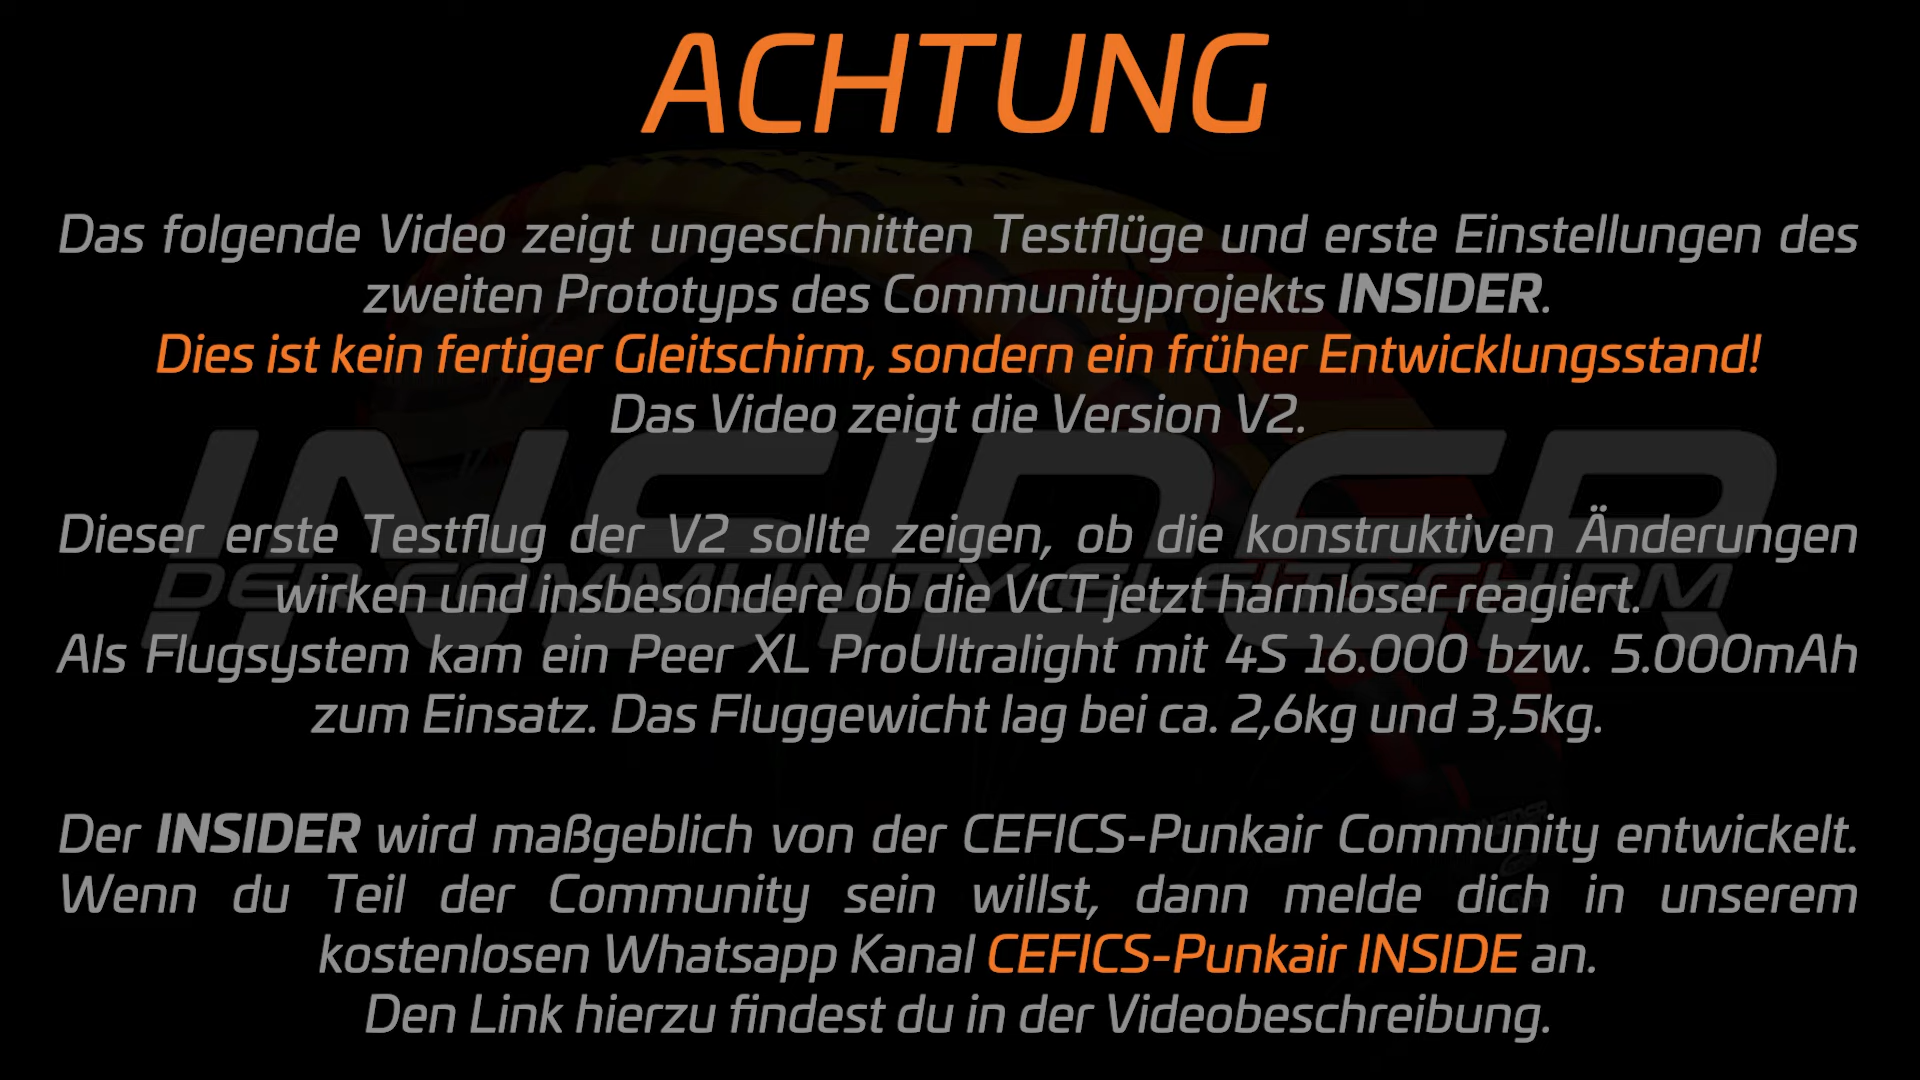 ACHTUNG
Das folgende Video zeigt ungeschnitten Testflüge und erste Einstellungen des
zweiten Prototyps des Communityprojekts INSIDER.
Dies ist kein fertiger Gleitschirm, sondern ein früher Entwicklungsstand!
Das Video zeigt die Version V2.
INSIDER
DER COMMUNITY GLEITSCHIRM
Dieser erste Testflug der V2 sollte zeigen, ob die konstruktiven Änderungen
wirken und insbesondere ob die VCT jetzt harmloser reagiert.
Als Flugsystem kam ein Peer XL ProUltralight mit 4S 16.000 bzw. 5.000mAh
zum Einsatz. Das Fluggewicht lag bei ca. 2,6kg und 3,5kg.
Der INSIDER wird maßgeblich von der CEFICS-Punkair Community entwickelt.
Wenn du Teil der Community sein willst, dann melde dich in unserem
kostenlosen Whatsapp Kanal CEFICS-Punkair INSIDE an.
Den Link hierzu findest du in der Videobeschreibung.